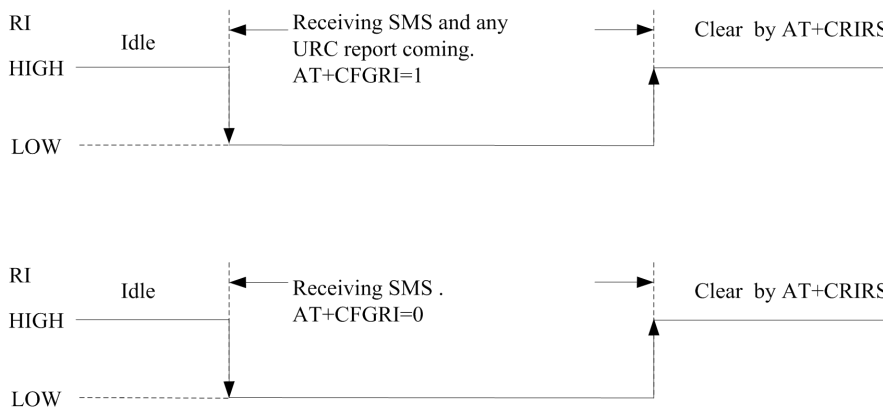 RI
Idle
Receiving SMS and any
URC report coming.
AT+CFGRI=1
Clear by AT+CRIRS
HIGH
LOW
RI
Idle
Receiving SMS .
AT+CFGRI=0
Clear by AT+CRIRS
HIGH
LOW